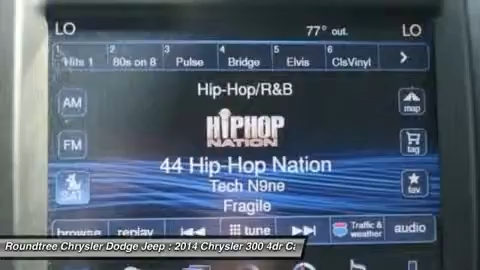 LO 77° out. LO
1 2 3 4 5 6
Hits 1 80s on 8 Pulse Bridge Elvis ClsVinyl >
Hip-Hop/R&B
AM map
HIPHOP
NATION
FM tag
44 Hip-Hop Nation
Tech N9ne
SAT fav
Fragile
browse replay tune Traffic & weather audio
Roundtree Chrysler Dodge Jeep : 2014 Chrysler 300 4dr C